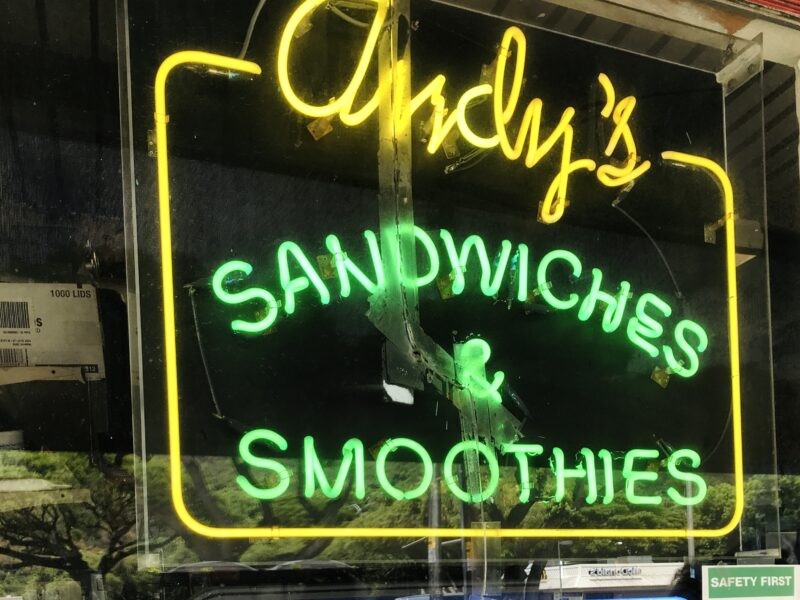 Andy's
SANDWICHES
&
SMOOTHIES
1000 LIDS
SAFETY FIRST